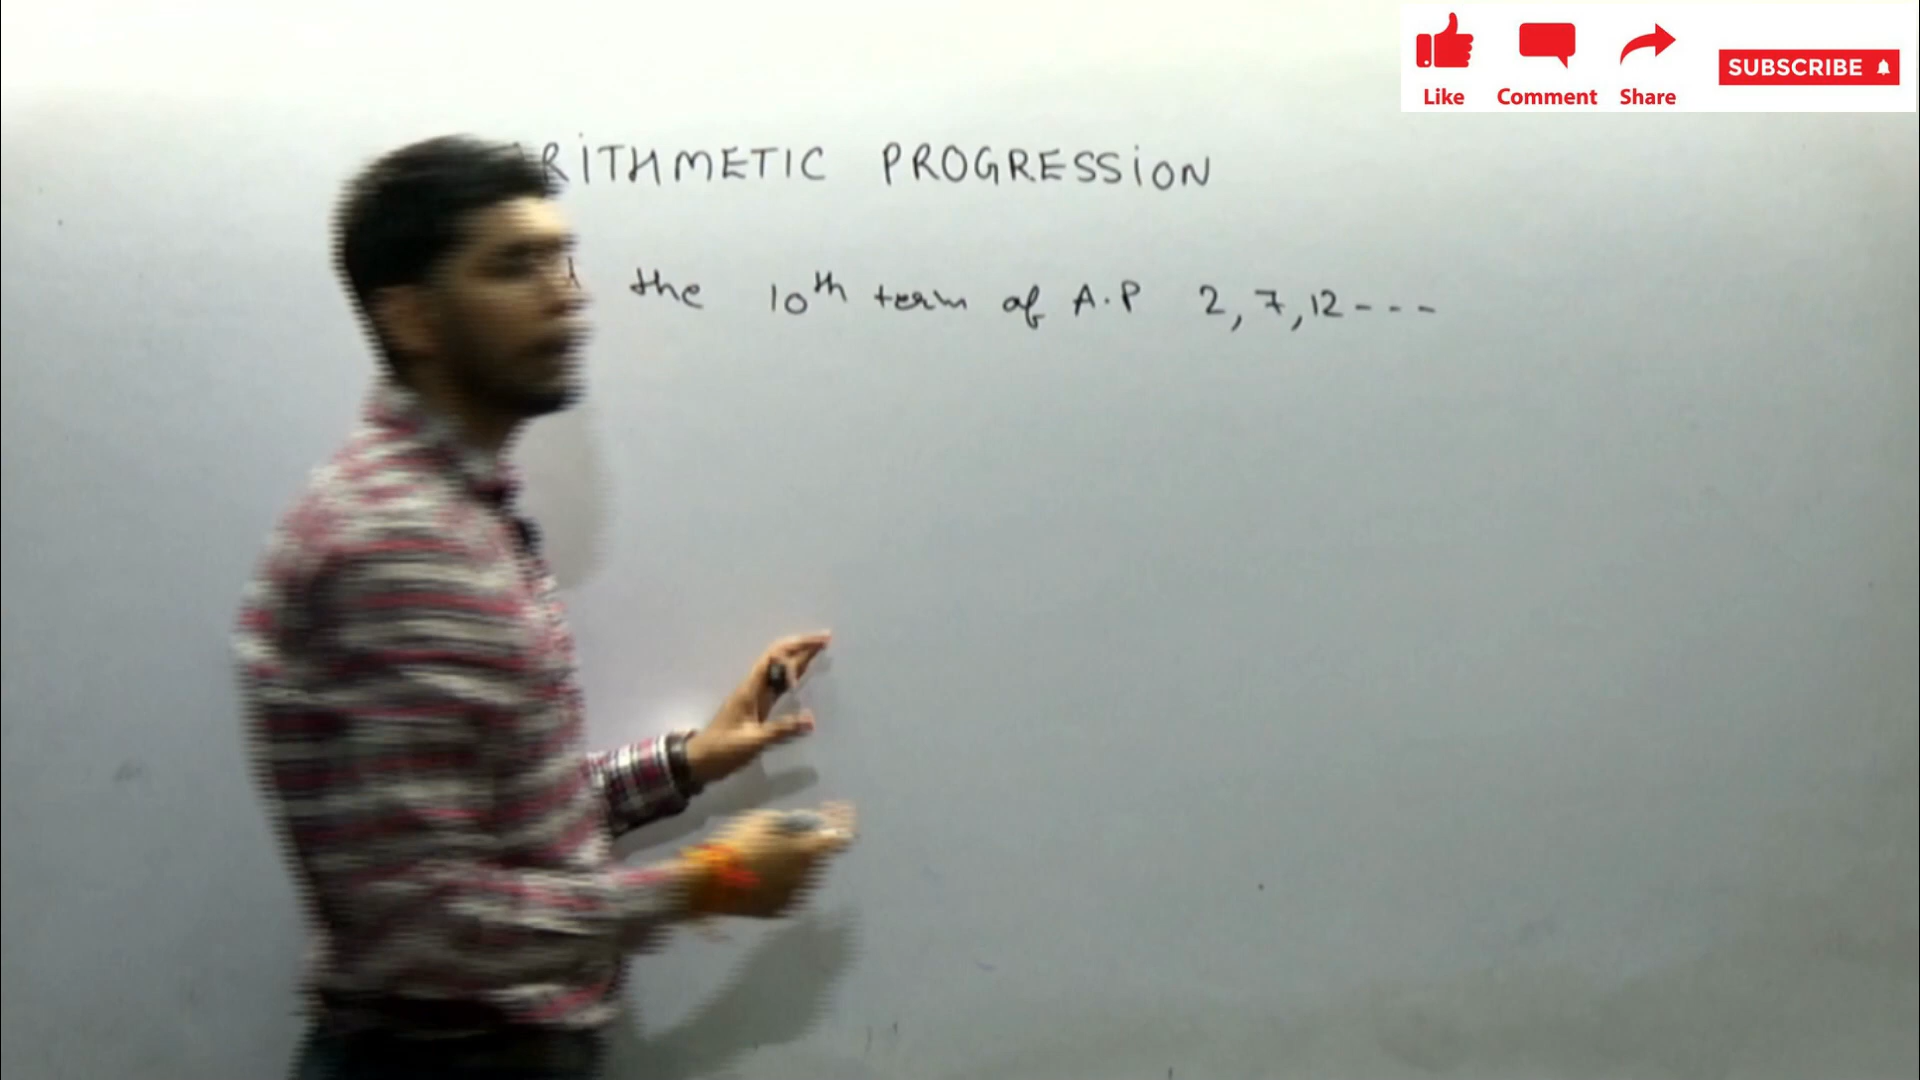 Like Comment Share SUBSCRIBE
RITHMETIC PROGRESSION
the 10th term of A.P 2, 7, 12 - - -